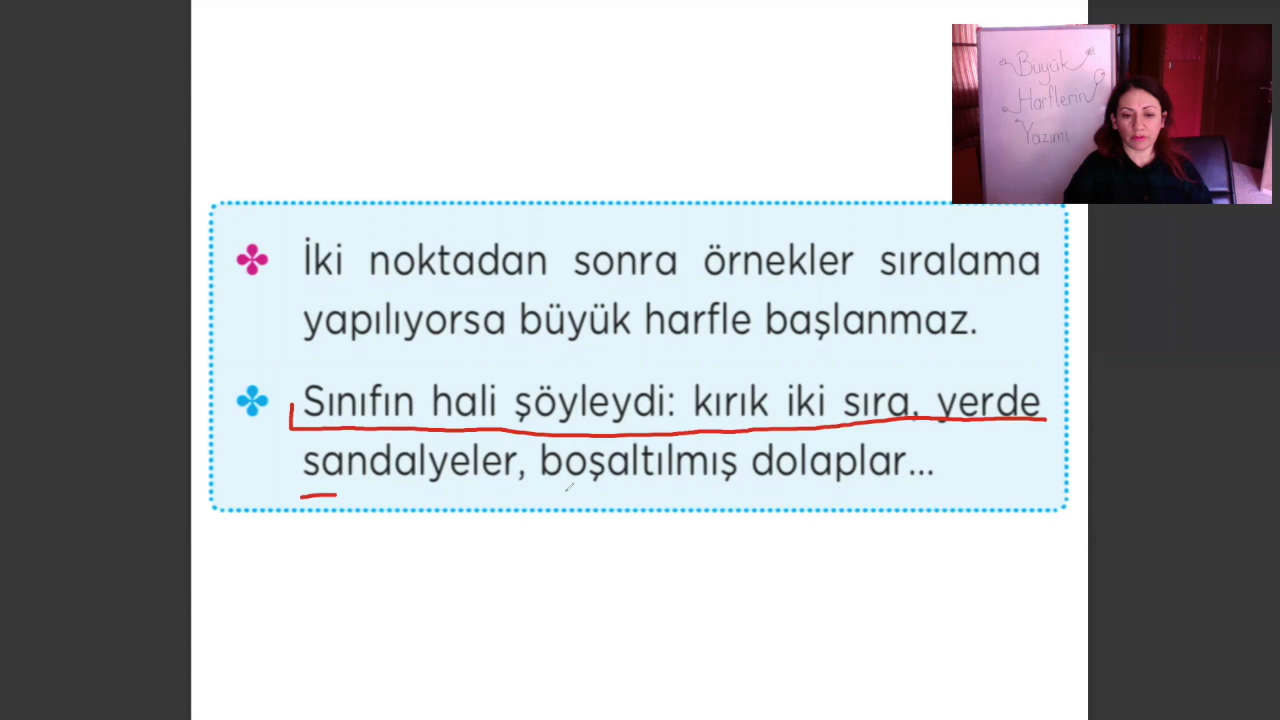 Büyük
Harflerin
Yazımı
İki noktadan sonra örnekler sıralama
yapılıyorsa büyük harfle başlanmaz.
Sınıfın hali şöyleydi: kırık iki sıra, yerde
sandalyeler, boşaltılmış dolaplar...